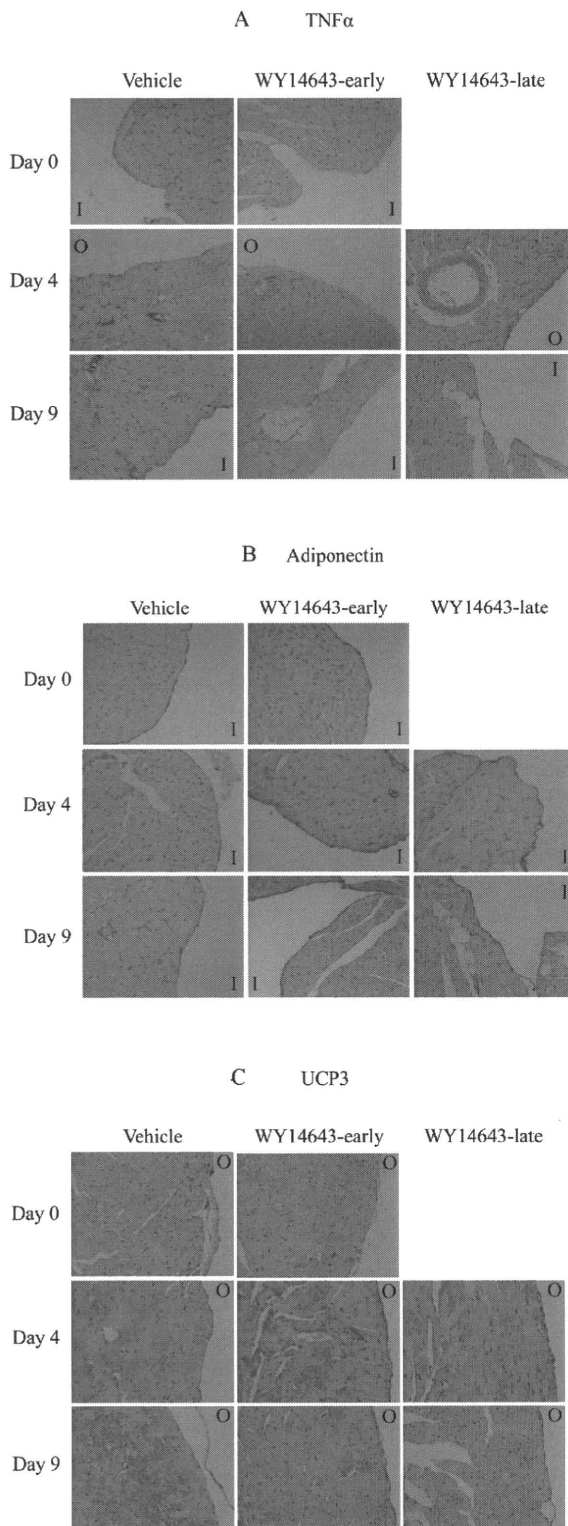 A TNFα
Vehicle WY14643-early WY14643-late
Day 0 I I
Day 4 O O O
Day 9 I I I
B Adiponectin
Vehicle WY14643-early WY14643-late
Day 0 I I
Day 4 I I I
Day 9 I I I
C UCP3
Vehicle WY14643-early WY14643-late
Day 0 O O
Day 4 O O O
Day 9 O O O